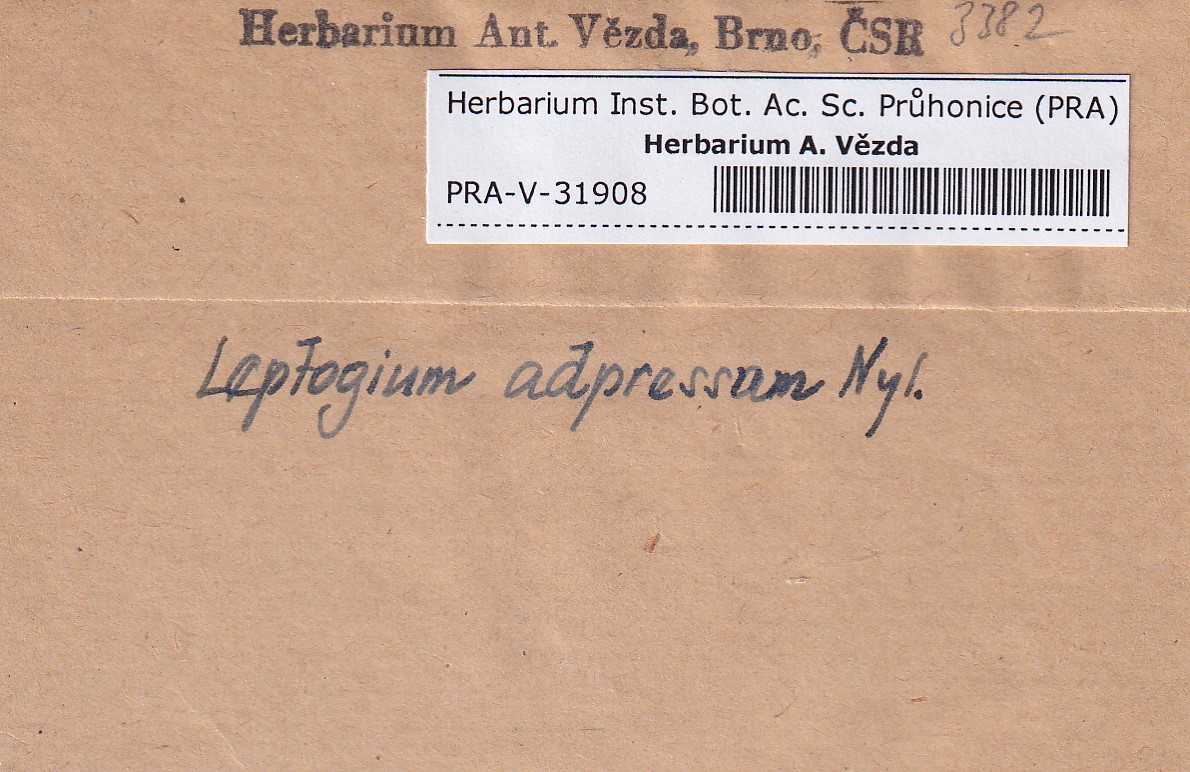 Herbarium Ant. Vězda, Brno, ČSR 3382
Herbarium Inst. Bot. Ac. Sc. Průhonice (PRA)
Herbarium A. Vězda
PRA-V-31908
Leptogium adpressum Nyl.